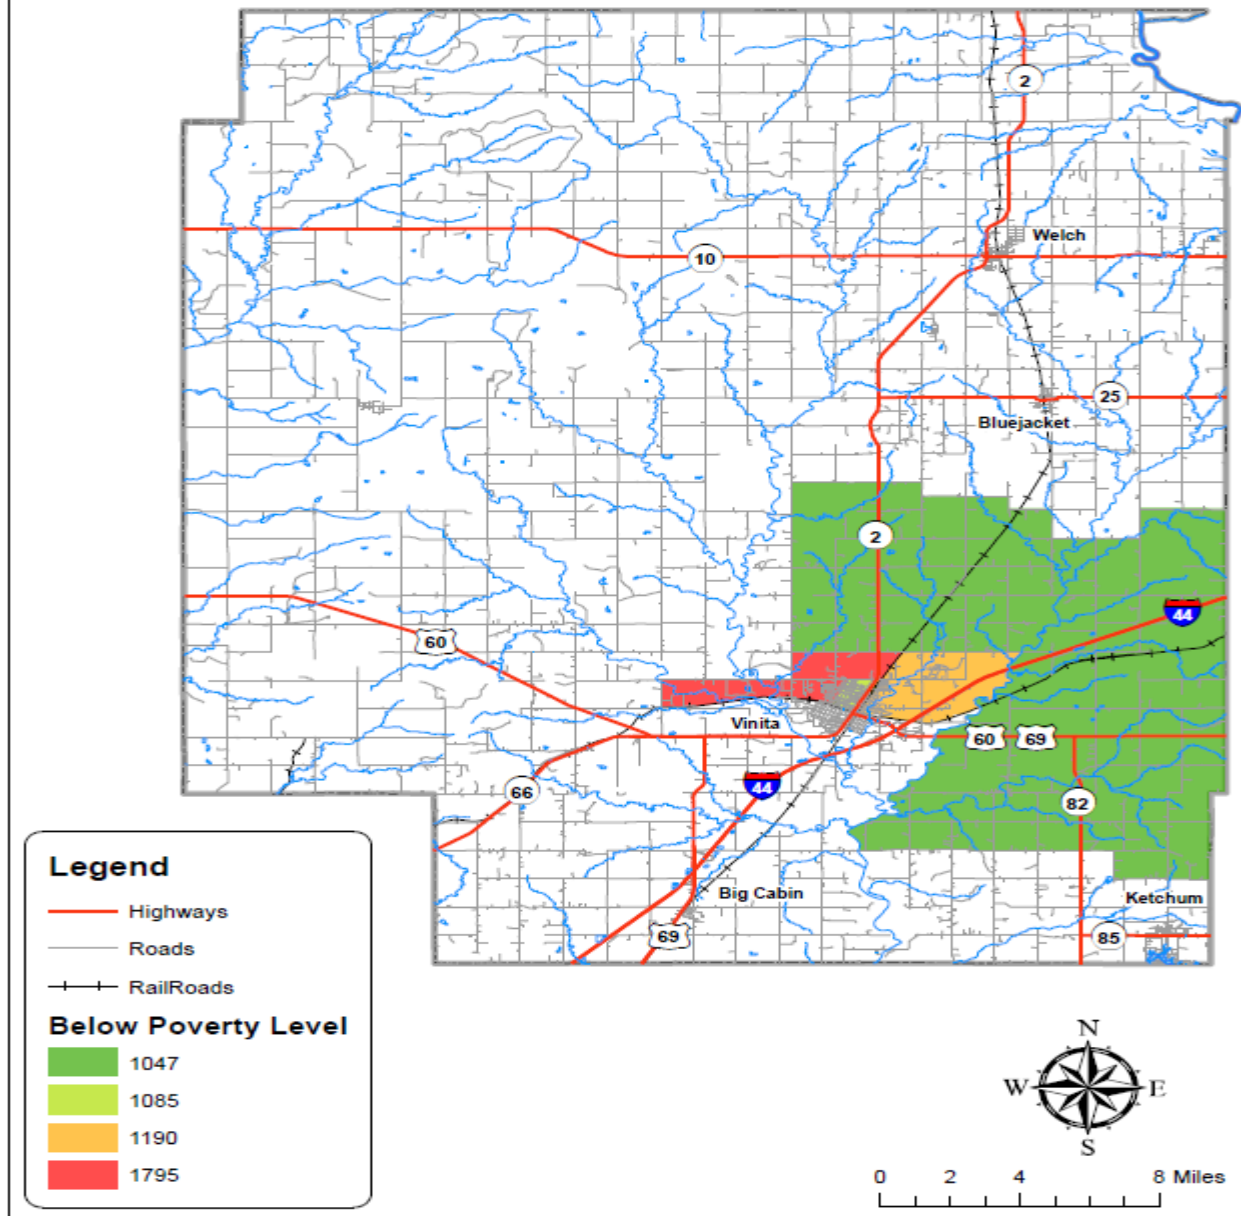 2
Welch
10
25
Bluejacket
2
44
60
Vinita
60 69
44
66
82
Big Cabin
Ketchum
69
85
Legend
Highways
Roads
RailRoads
Below Poverty Level
1047
1085
1190
1795
N
W E
S
0 2 4 8 Miles